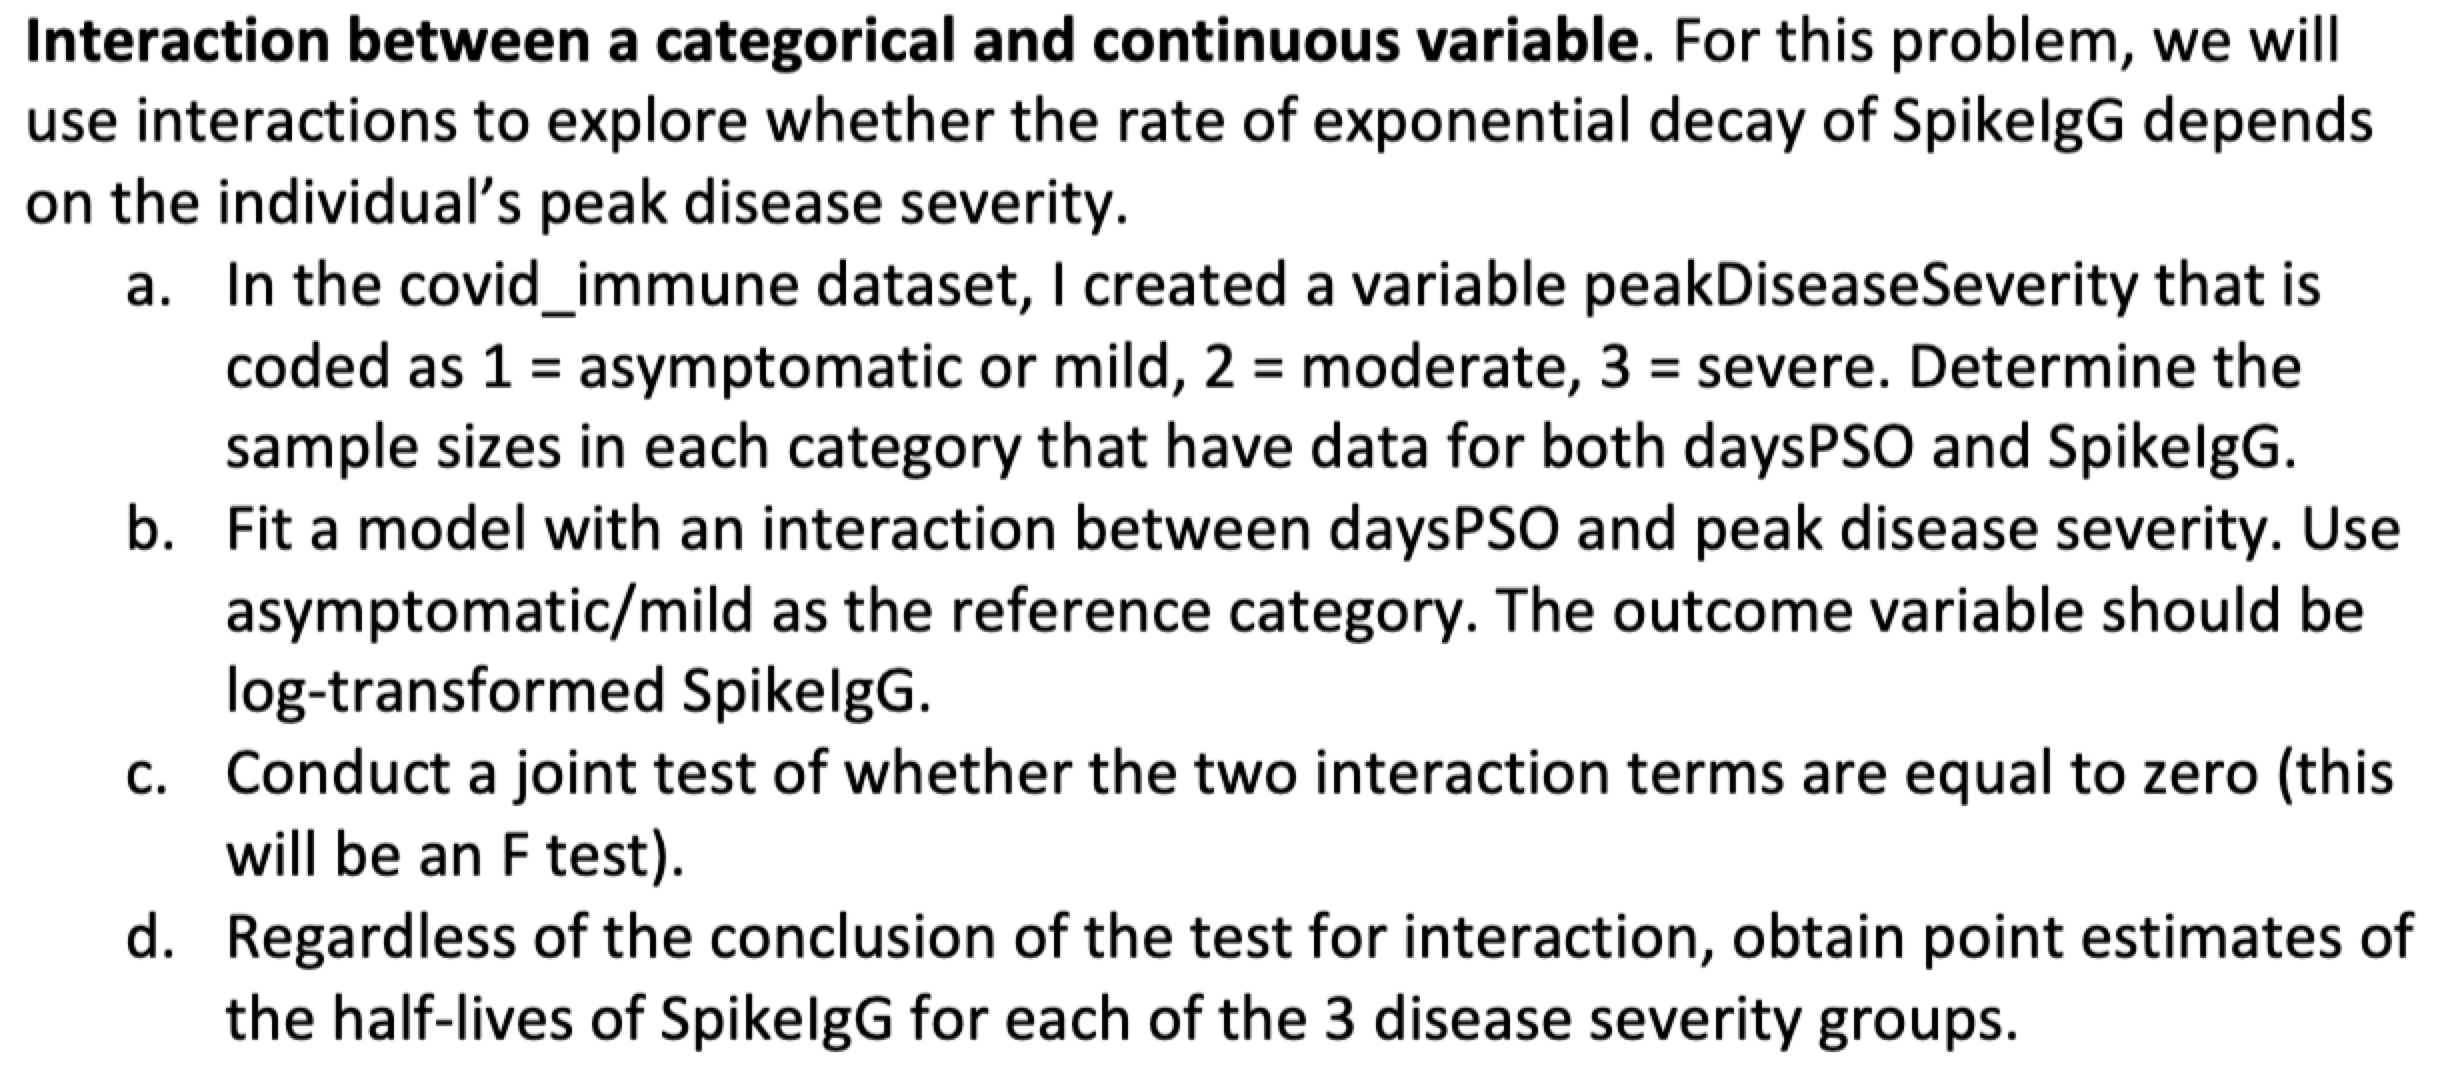 Interaction between a categorical and continuous variable. For this problem, we will
use interactions to explore whether the rate of exponential decay of SpikeIgG depends
on the individual’s peak disease severity.
a. In the covid_immune dataset, I created a variable peakDiseaseSeverity that is
coded as 1 = asymptomatic or mild, 2 = moderate, 3 = severe. Determine the
sample sizes in each category that have data for both daysPSO and SpikeIgG.
b. Fit a model with an interaction between daysPSO and peak disease severity. Use
asymptomatic/mild as the reference category. The outcome variable should be
log-transformed SpikeIgG.
c. Conduct a joint test of whether the two interaction terms are equal to zero (this
will be an F test).
d. Regardless of the conclusion of the test for interaction, obtain point estimates of
the half-lives of SpikeIgG for each of the 3 disease severity groups.